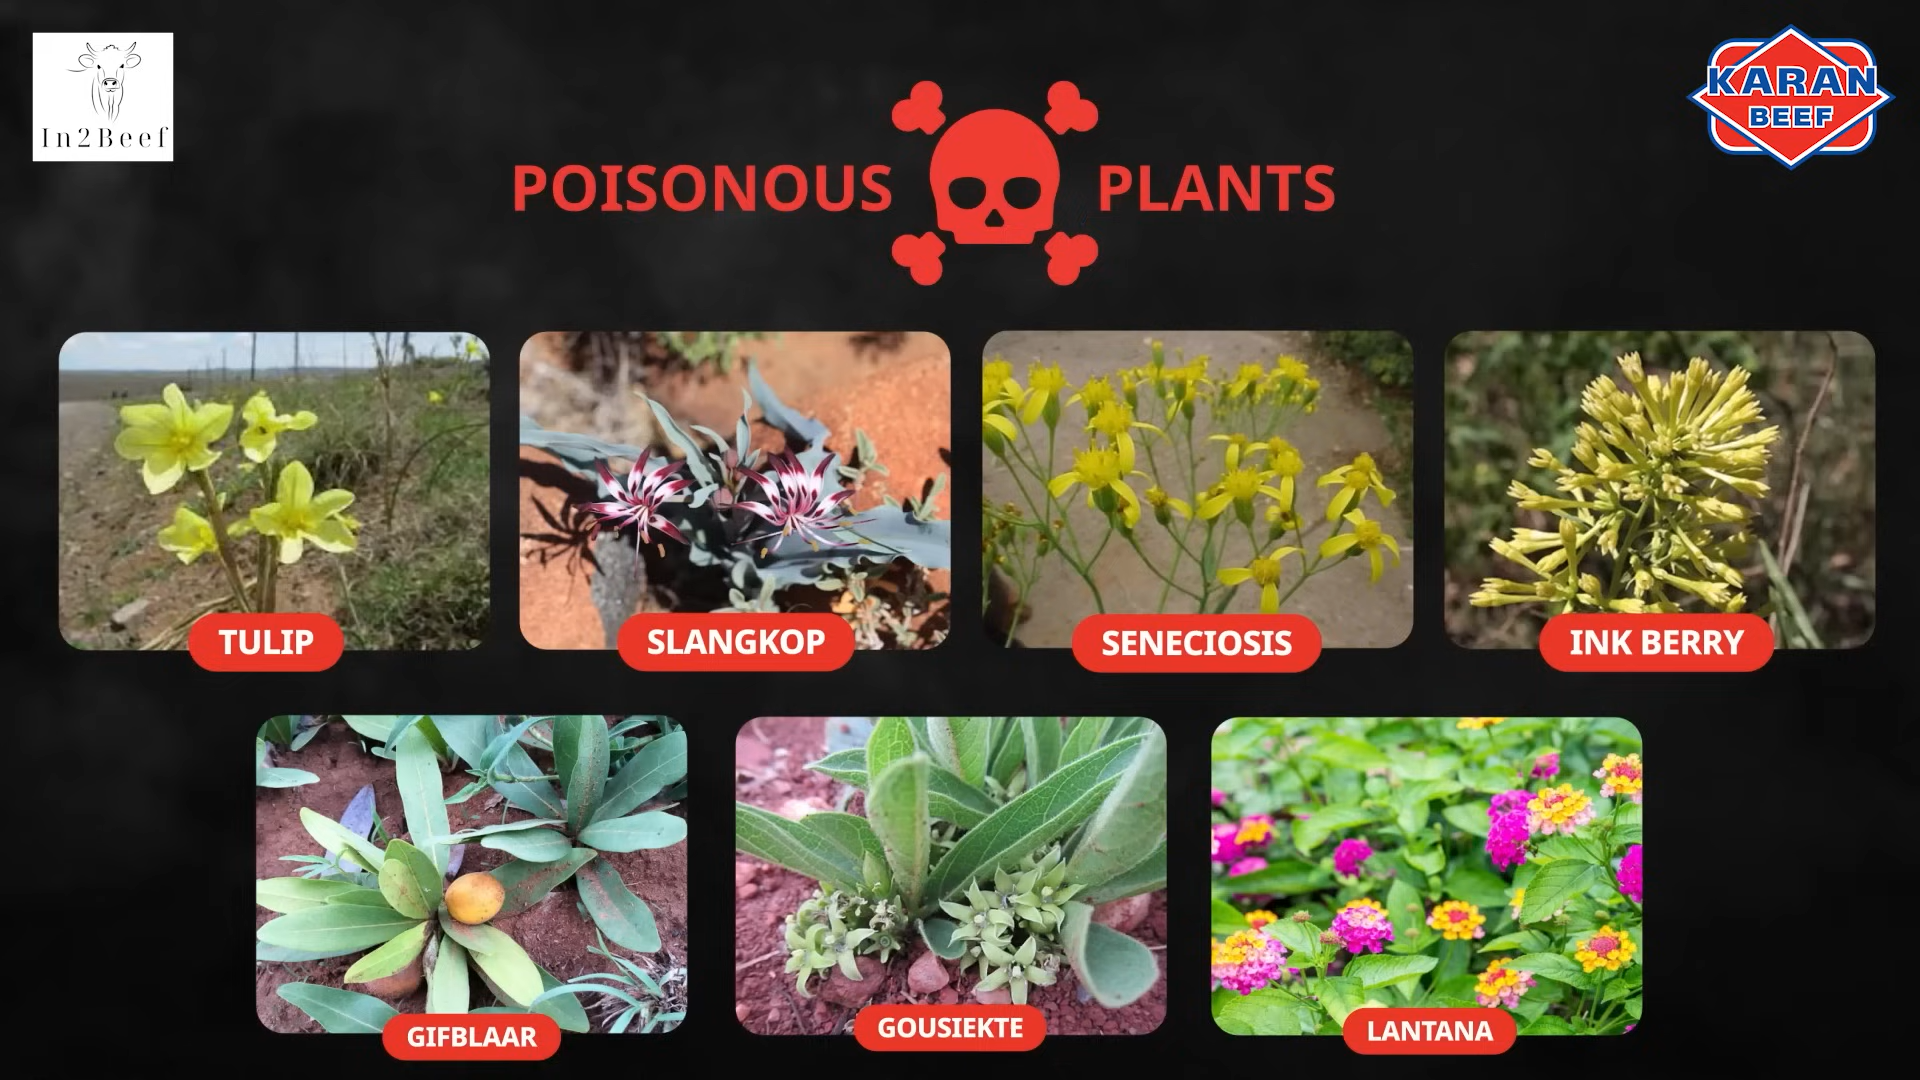 In2Beef
KARAN
BEEF
POISONOUS PLANTS
TULIP
SLANGKOP
SENECIOSIS
INK BERRY
GIFBLAAR
GOUSIEKTE
LANTANA